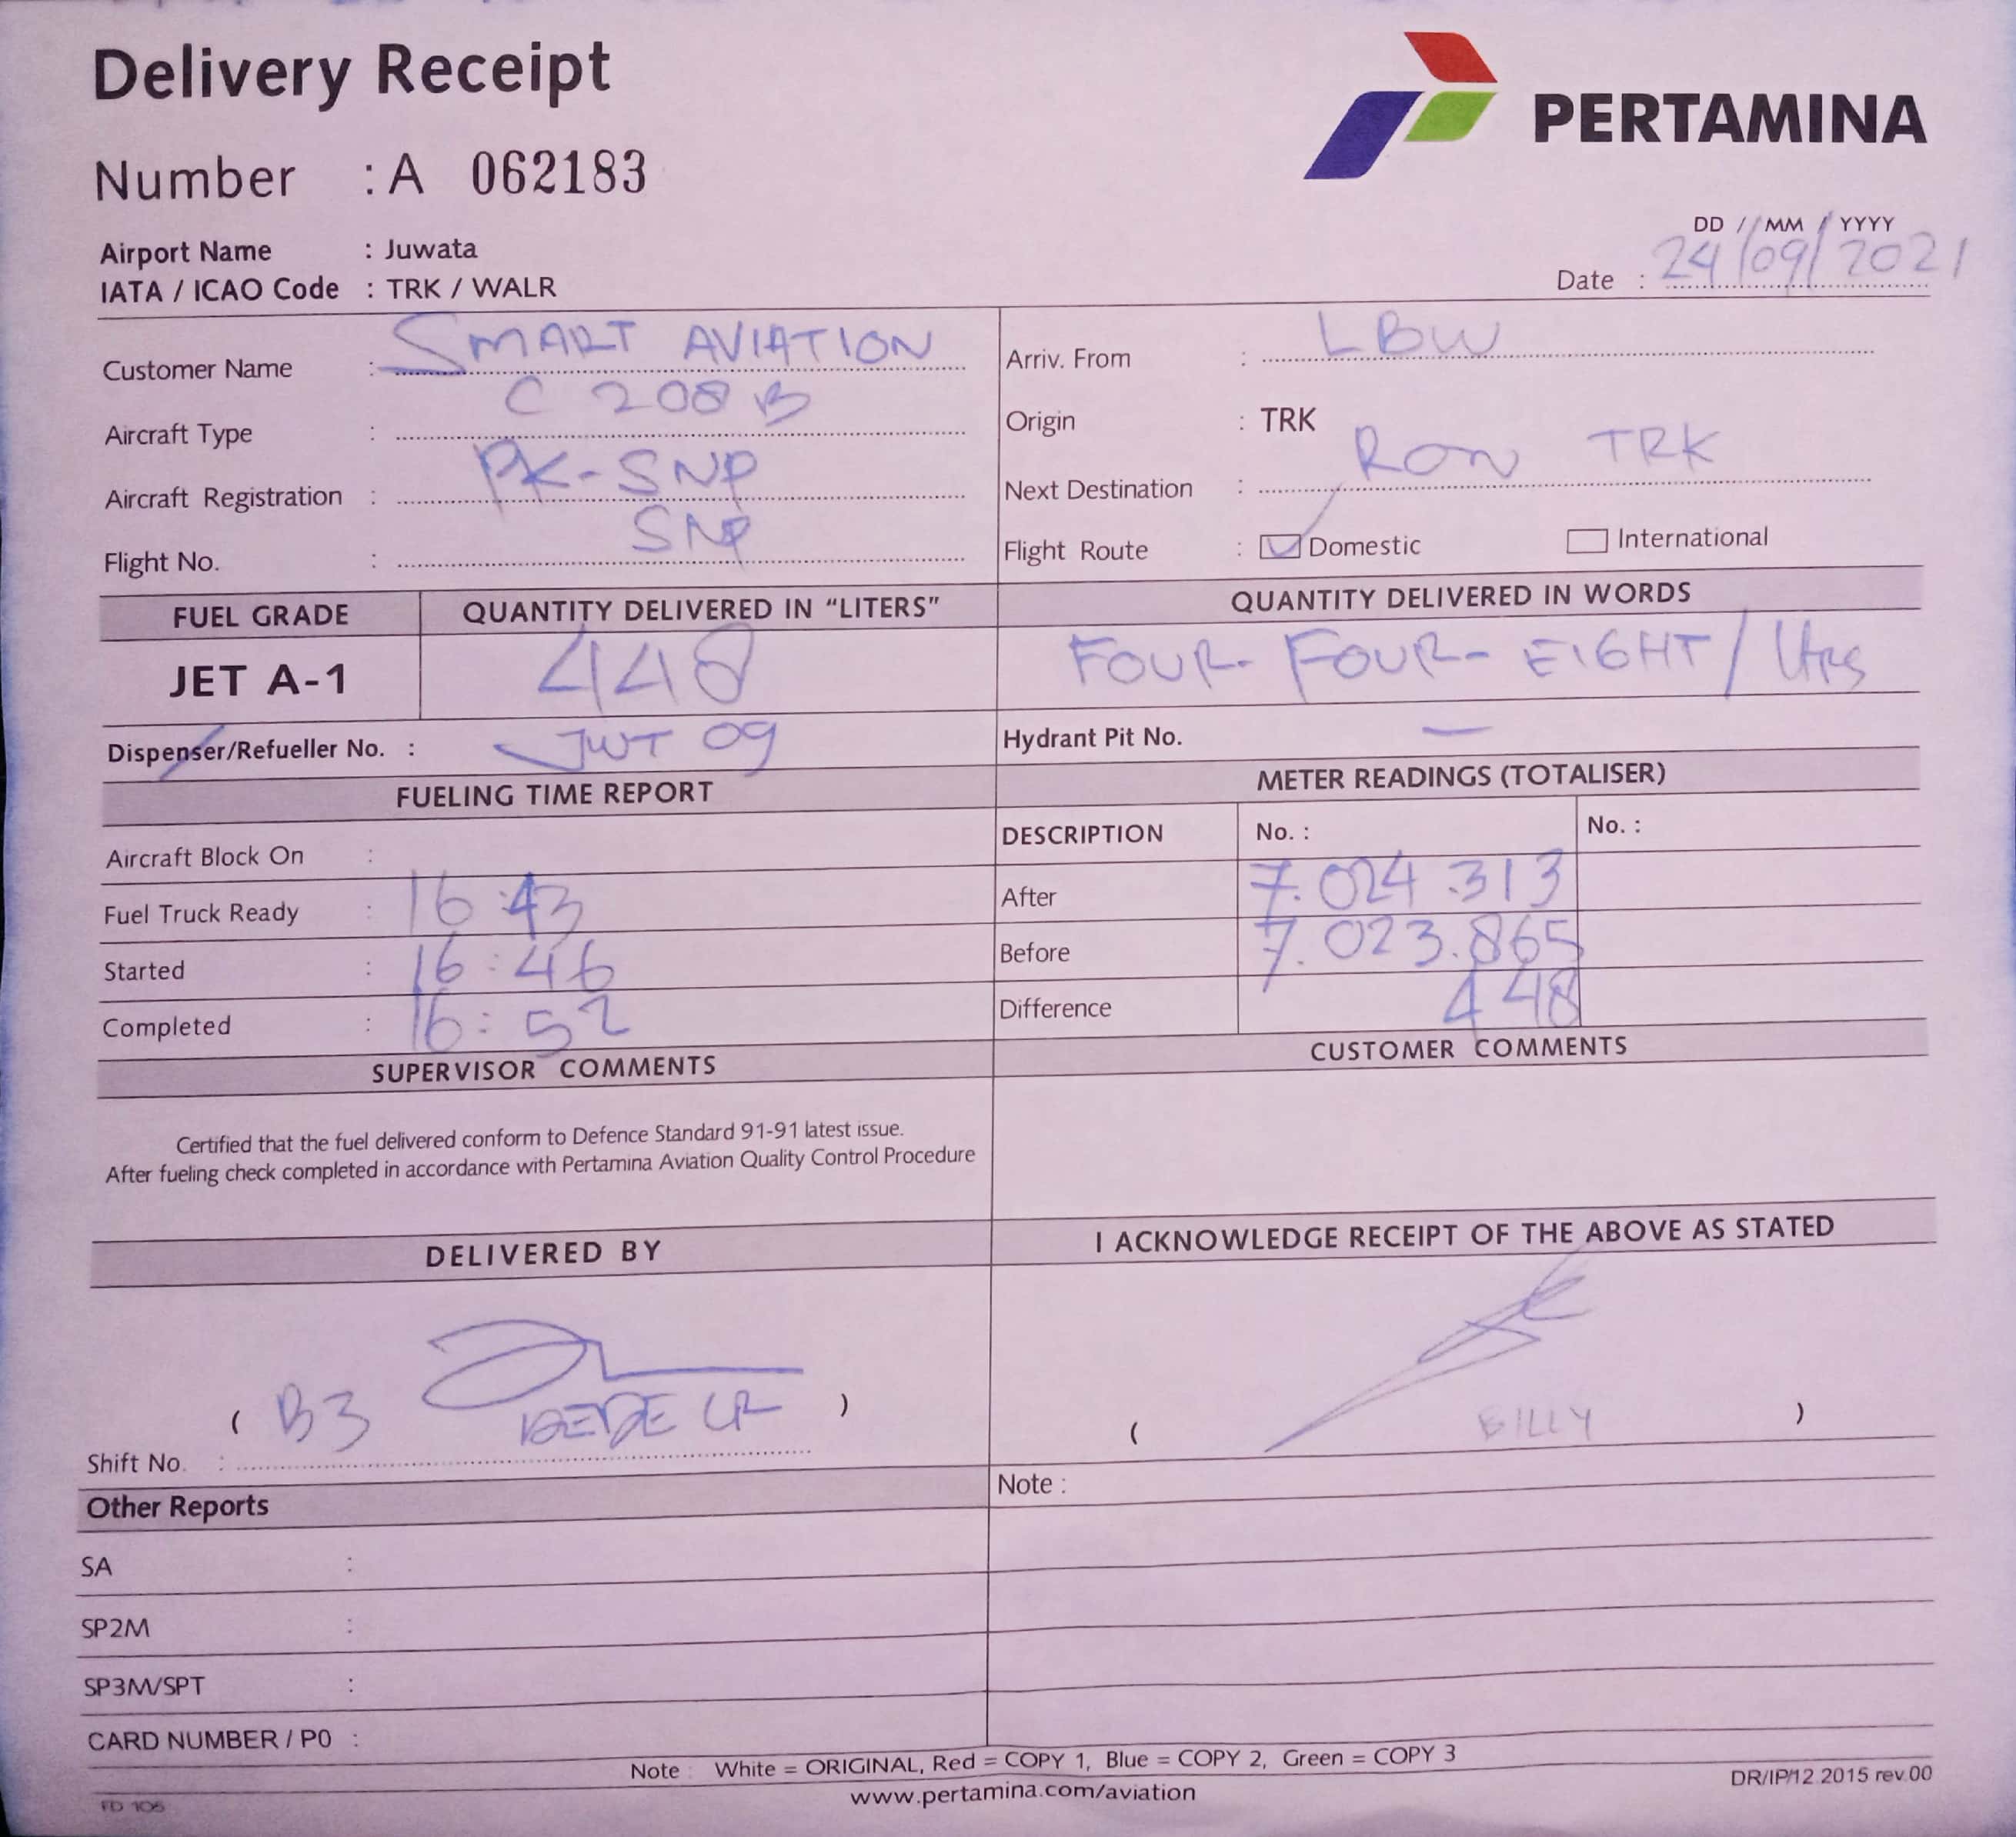 Delivery Receipt
PERTAMINA
Number : A 062183
Airport Name : Juwata
IATA / ICAO Code : TRK / WALR
DD / MM / YYYY
Date : 24/09/2021
Customer Name : SMART AVIATION
Aircraft Type : C 208 B
Aircraft Registration : PK-SNP
Flight No. : SNP
Arriv. From : LBW
Origin : TRK
Next Destination : RON TRK
Flight Route : Domestic International
FUEL GRADE QUANTITY DELIVERED IN “LITERS” QUANTITY DELIVERED IN WORDS
JET A-1 448 FOUR- FOUR- EIGHT / Ltrs
Dispenser/Refueller No. : JWT 09 Hydrant Pit No. —
FUELING TIME REPORT
Aircraft Block On :
Fuel Truck Ready : 16:43
Started : 16:46
Completed : 16:52
METER READINGS (TOTALISER)
DESCRIPTION No. : No. :
After 7.024.313
Before 7.023.865
Difference 448
SUPERVISOR COMMENTS
Certified that the fuel delivered conform to Defence Standard 91-91 latest issue.
After fueling check completed in accordance with Pertamina Aviation Quality Control Procedure
CUSTOMER COMMENTS
DELIVERED BY
( B3 )
Shift No. :
I ACKNOWLEDGE RECEIPT OF THE ABOVE AS STATED
( BILLY )
Note :
Other Reports
SA :
SP2M :
SP3M/SPT :
CARD NUMBER / P0 :
Note : White = ORIGINAL, Red = COPY 1, Blue = COPY 2, Green = COPY 3
www.pertamina.com/aviation
DR/IP/12 2015 rev.00
FD 106